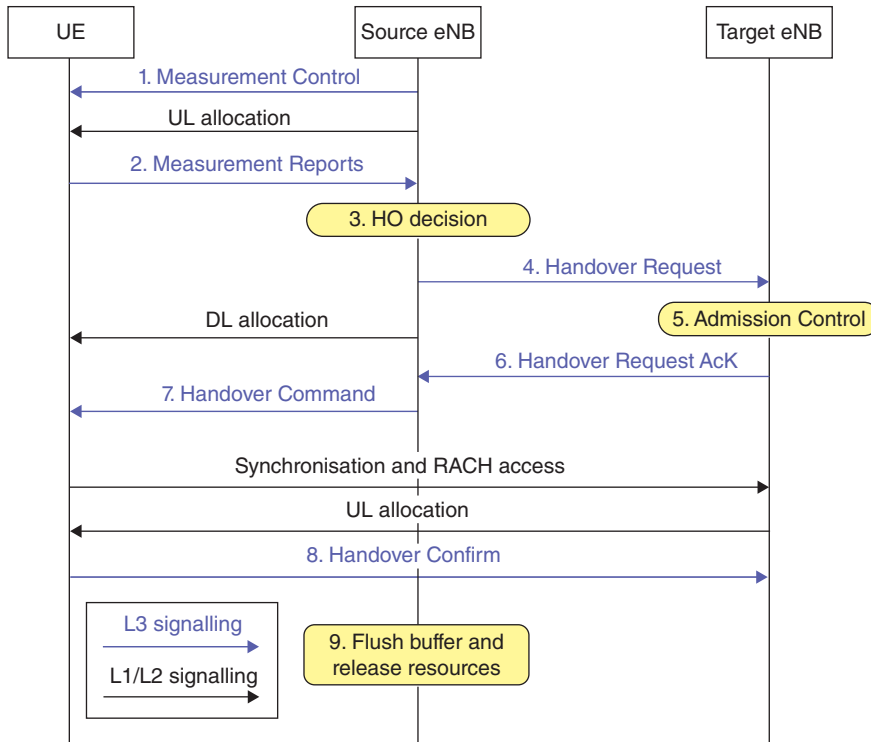 UE
Source eNB
Target eNB
1. Measurement Control
UL allocation
2. Measurement Reports
3. HO decision
4. Handover Request
DL allocation
5. Admission Control
6. Handover Request AcK
7. Handover Command
Synchronisation and RACH access
UL allocation
8. Handover Confirm
L3 signalling
L1/L2 signalling
9. Flush buffer and
release resources